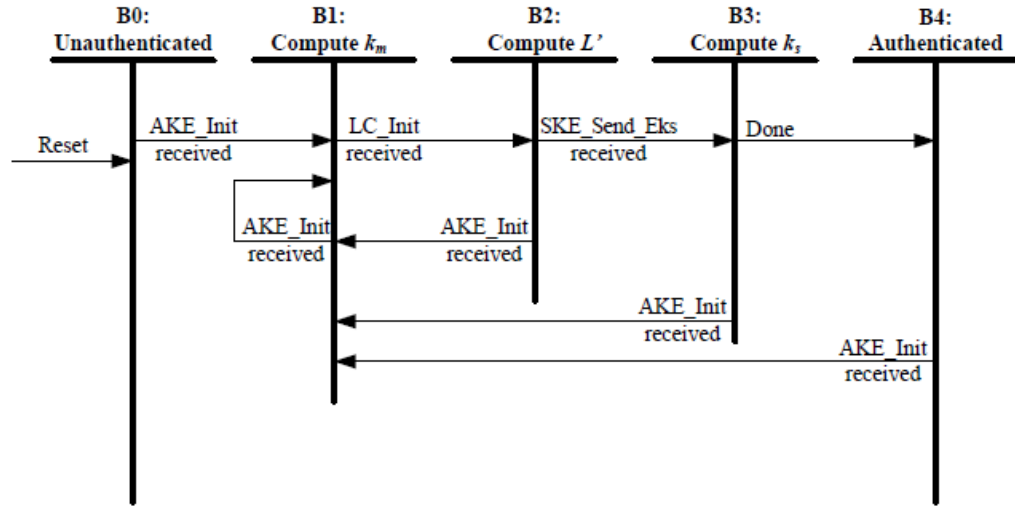 B0:
Unauthenticated
B1:
Compute kₘ
B2:
Compute L’
B3:
Compute kₛ
B4:
Authenticated
Reset
AKE_Init
received
LC_Init
received
SKE_Send_Eks
received
Done
AKE_Init
received
AKE_Init
received
AKE_Init
received
AKE_Init
received